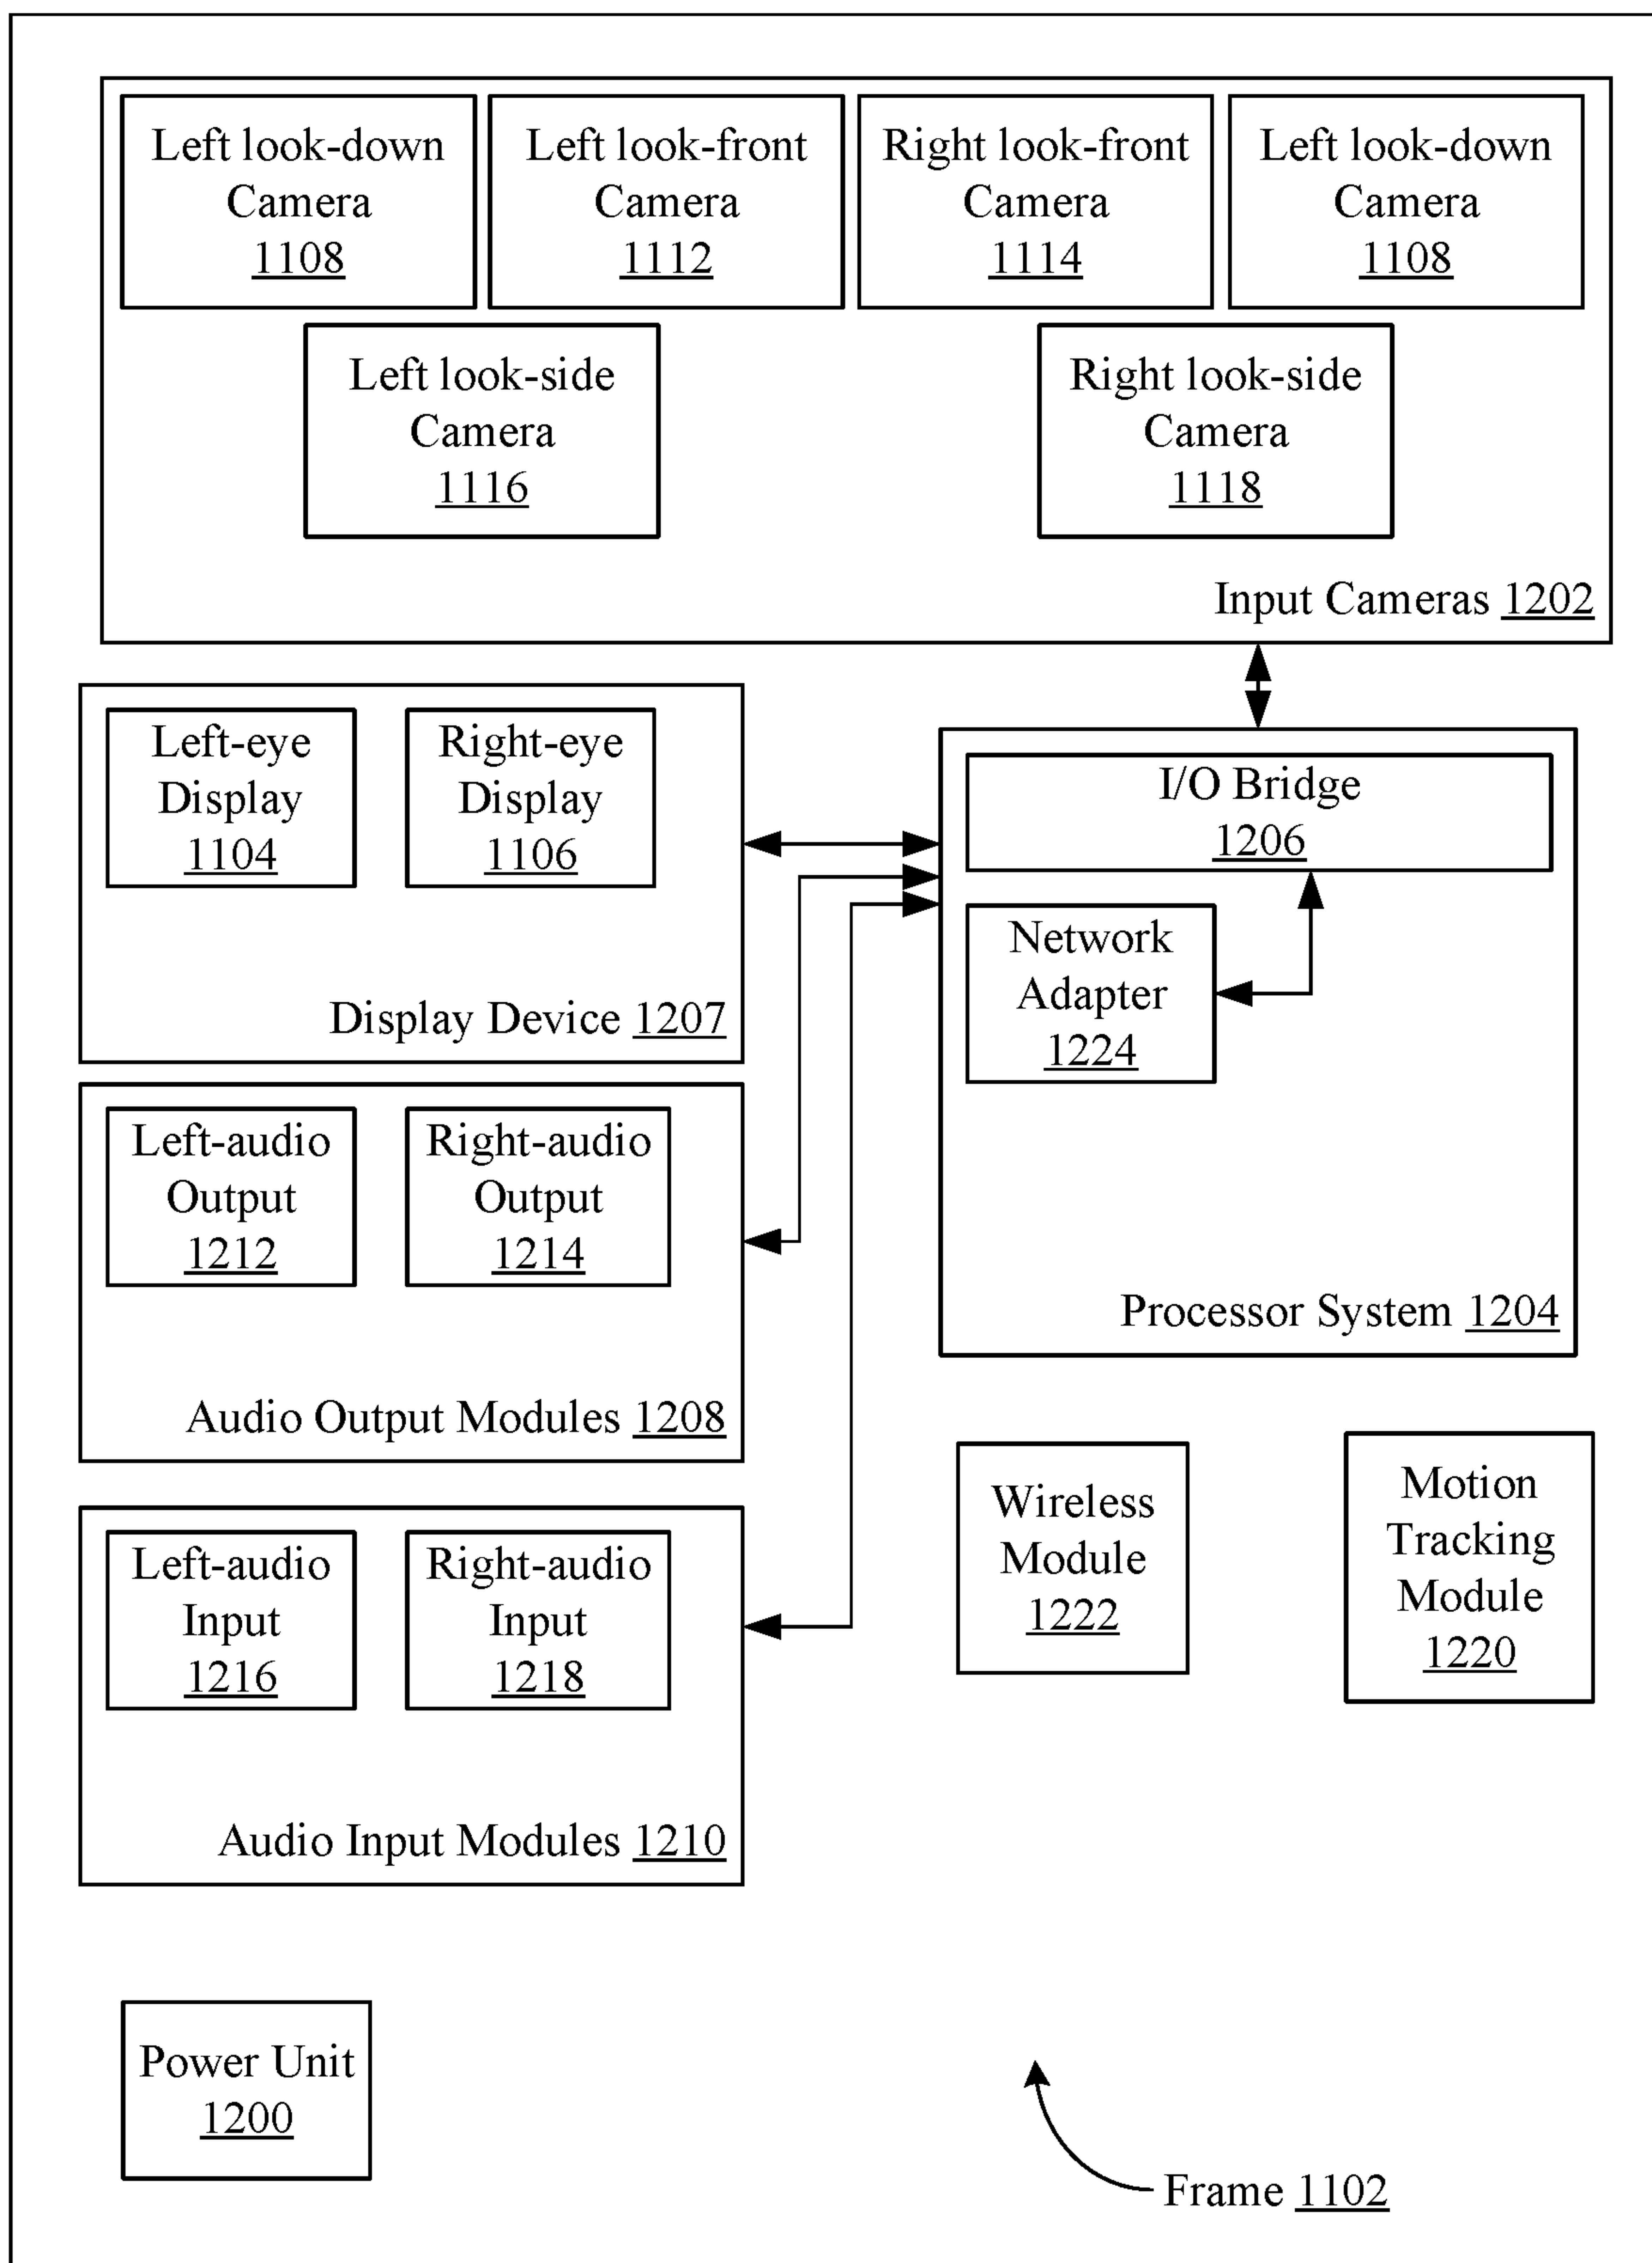 Left look-down
Camera
1108
Left look-front
Camera
1112
Right look-front
Camera
1114
Left look-down
Camera
1108
Left look-side
Camera
1116
Right look-side
Camera
1118
Input Cameras 1202
Left-eye
Display
1104
Right-eye
Display
1106
Display Device 1207
I/O Bridge
1206
Network
Adapter
1224
Processor System 1204
Left-audio
Output
1212
Right-audio
Output
1214
Audio Output Modules 1208
Left-audio
Input
1216
Right-audio
Input
1218
Audio Input Modules 1210
Wireless
Module
1222
Motion
Tracking
Module
1220
Power Unit
1200
Frame 1102